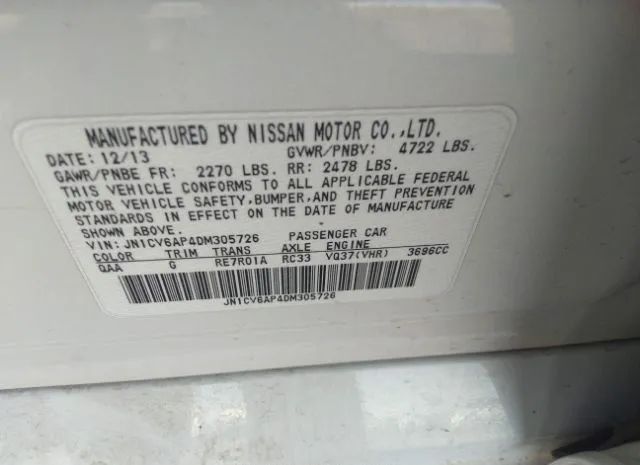 MANUFACTURED BY NISSAN MOTOR CO.,LTD.
DATE: 12/13 GVWR/PNBV: 4722 LBS.
GAWR/PNBE FR: 2270 LBS. RR: 2478 LBS.
THIS VEHICLE CONFORMS TO ALL APPLICABLE FEDERAL
MOTOR VEHICLE SAFETY, BUMPER, AND THEFT PREVENTION
STANDARDS IN EFFECT ON THE DATE OF MANUFACTURE
SHOWN ABOVE.
VIN: JN1CV6AP4DM305726 PASSENGER CAR
COLOR TRIM TRANS AXLE ENGINE
QAA G RE7R01A RC33 VQ37(VHR) 3696CC
JN1CV6AP4DM305726